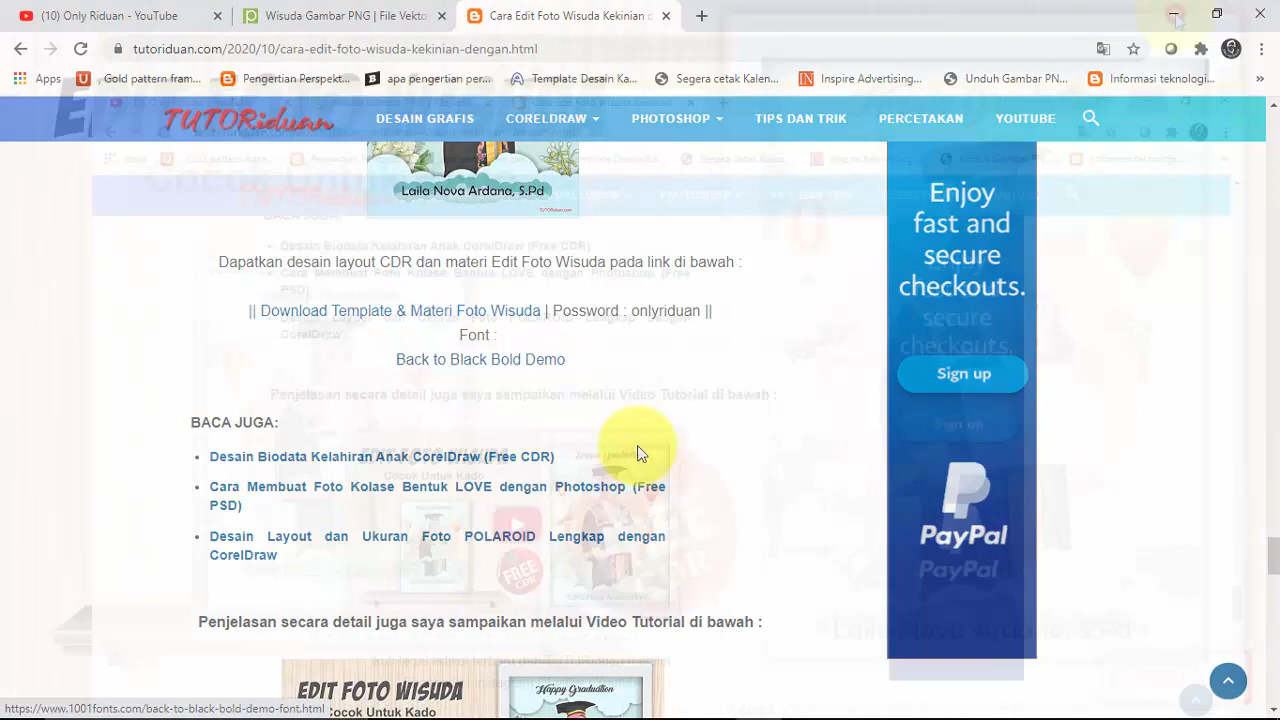 (10) Only Riduan - YouTube
Wisuda Gambar PNG | File Vekto
Cara Edit Foto Wisuda Kekinian d
tutoriduan.com/2020/10/cara-edit-foto-wisuda-kekinian-dengan.html
Apps
Gold pattern fram...
Pengertian Perspekt...
apa pengertian per...
Template Desain Ka...
Segera cetak Kalen...
Inspire Advertising...
Unduh Gambar PN...
Informasi teknologi...
TUTORiduan
DESAIN GRAFIS
CORELDRAW
PHOTOSHOP
TIPS DAN TRIK
PERCETAKAN
YOUTUBE
Laila Nova Ardana, S.Pd
Dapatkan desain layout CDR dan materi Edit Foto Wisuda pada link di bawah :
|| Download Template & Materi Foto Wisuda | Possword : onlyriduan ||
Font :
Back to Black Bold Demo
BACA JUGA:
Desain Biodata Kelahiran Anak CorelDraw (Free CDR)
Cara Membuat Foto Kolase Bentuk LOVE dengan Photoshop (Free
PSD)
Desain Layout dan Ukuran Foto POLAROID Lengkap dengan
CorelDraw
Penjelasan secara detail juga saya sampaikan melalui Video Tutorial di bawah :
EDIT FOTO WISUDA
Cocok Untuk Kado
Happy Graduation
Enjoy
fast and
secure
checkouts.
Sign up
PayPal
https://www.1001fonts.com/back-to-black-bold-demo-font.html